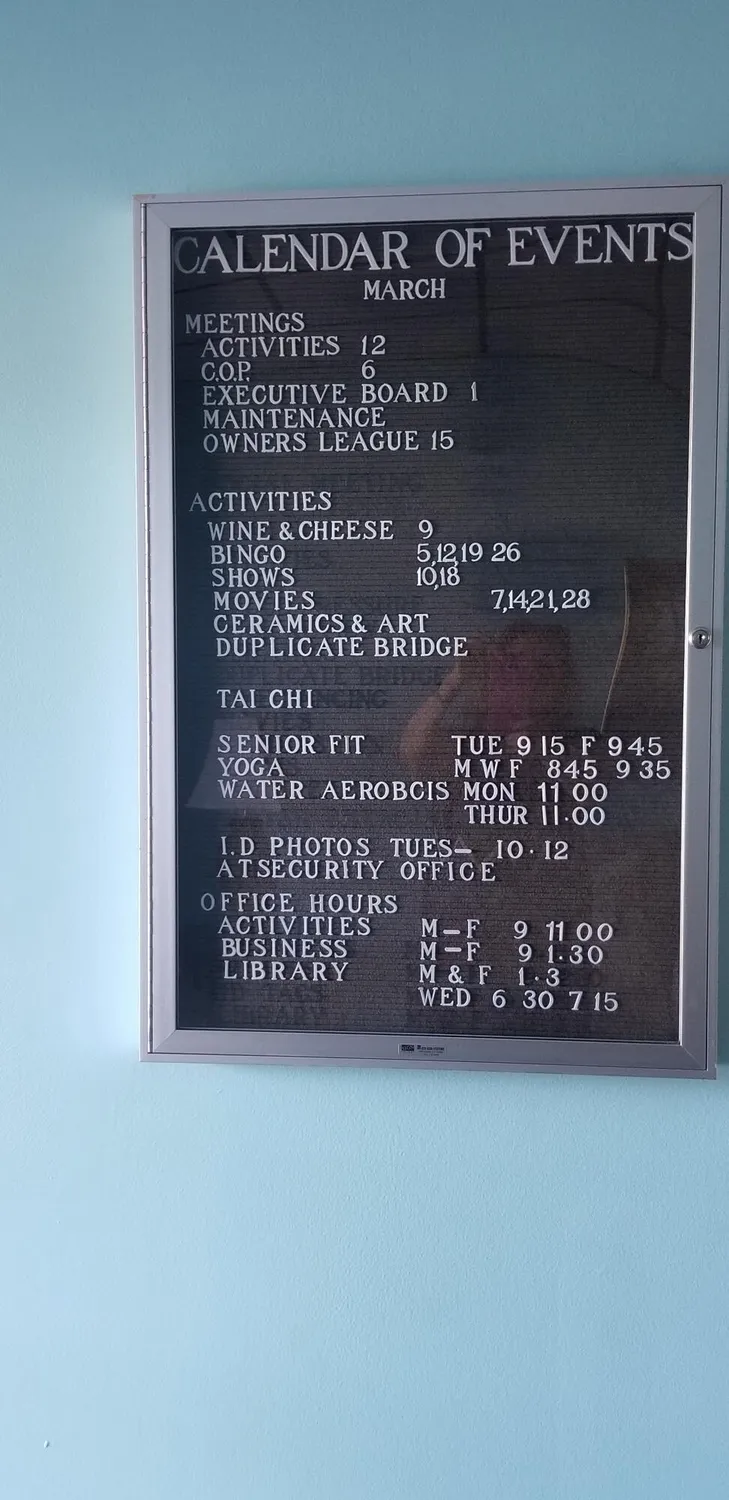 CALENDAR OF EVENTS
MARCH
MEETINGS
ACTIVITIES 12
C.O.P. 6
EXECUTIVE BOARD 1
MAINTENANCE
OWNERS LEAGUE 15
ACTIVITIES
WINE & CHEESE 9
BINGO 5,12,19 26
SHOWS 10,18
MOVIES 7,14,21,28
CERAMICS & ART
DUPLICATE BRIDGE
TAI CHI
SENIOR FIT TUE 9 15 F 9 45
YOGA M W F 845 9 35
WATER AEROBCIS MON 11 00
THUR 11.00
I.D PHOTOS TUES— 10·12
AT SECURITY OFFICE
OFFICE HOURS
ACTIVITIES M—F 9 11 00
BUSINESS M—F 9 1·30
LIBRARY M & F 1·3
WED 6 30 7 15